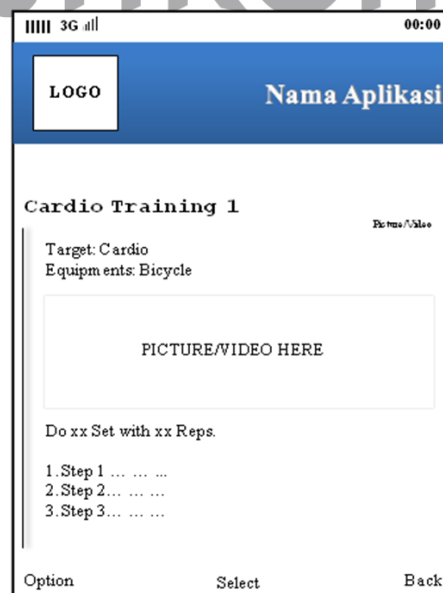 3G 00:00
LOGO
Nama Aplikasi
Cardio Training 1
Picture/Video
Target: Cardio
Equipments: Bicycle
PICTURE/VIDEO HERE
Do xx Set with xx Reps.
1.Step 1 ... ... ...
2.Step 2... ... ...
3.Step 3... ... ...
Option Select Back